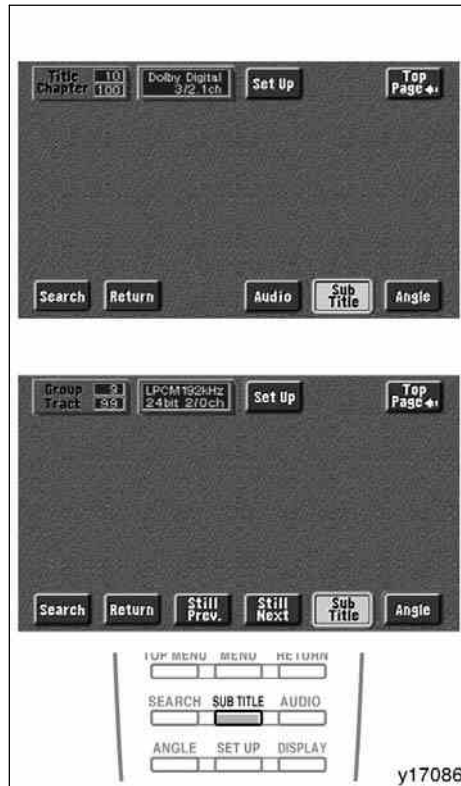 Title 10 Dolby Digital Set Up Top
Chapter 100 3/2.1ch Page
Search Return Audio Sub Title Angle
Group 9 LPCM192kHz Set Up Top
Tract 99 24bit 2/0ch Page
Search Return Still Prev. Still Next Sub Title Angle
TOP MENU MENU RETURN
SEARCH SUB TITLE AUDIO
ANGLE SET UP DISPLAY
y17086